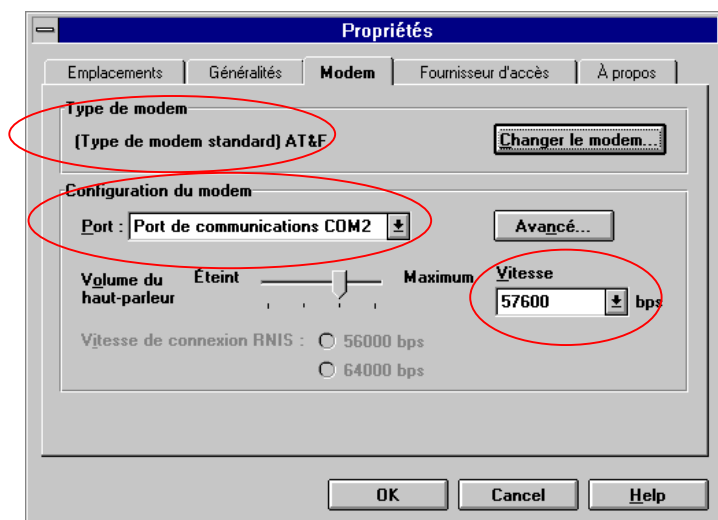 Propriétés
Emplacements Généralités Modem Fournisseur d'accès À propos
Type de modem
(Type de modem standard) AT&F
Changer le modem...
Configuration du modem
Port : Port de communications COM2
Avancé...
Volume du haut-parleur
Éteint
Maximum
Vitesse
57600 bps
Vitesse de connexion RNIS : 56000 bps
64000 bps
OK Cancel Help